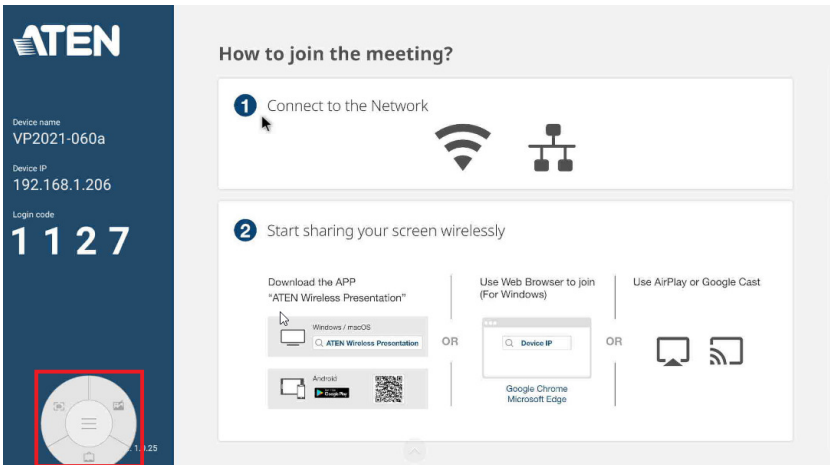 ATEN
Device name
VP2021-060a
Device IP
192.168.1.206
Login code
1127
1.25
How to join the meeting?
1 Connect to the Network
2 Start sharing your screen wirelessly
Download the APP
"ATEN Wireless Presentation"
Windows / macOS
ATEN Wireless Presentation
Android
Google Play
OR
Use Web Browser to join
(For Windows)
Device IP
Google Chrome
Microsoft Edge
OR
Use AirPlay or Google Cast